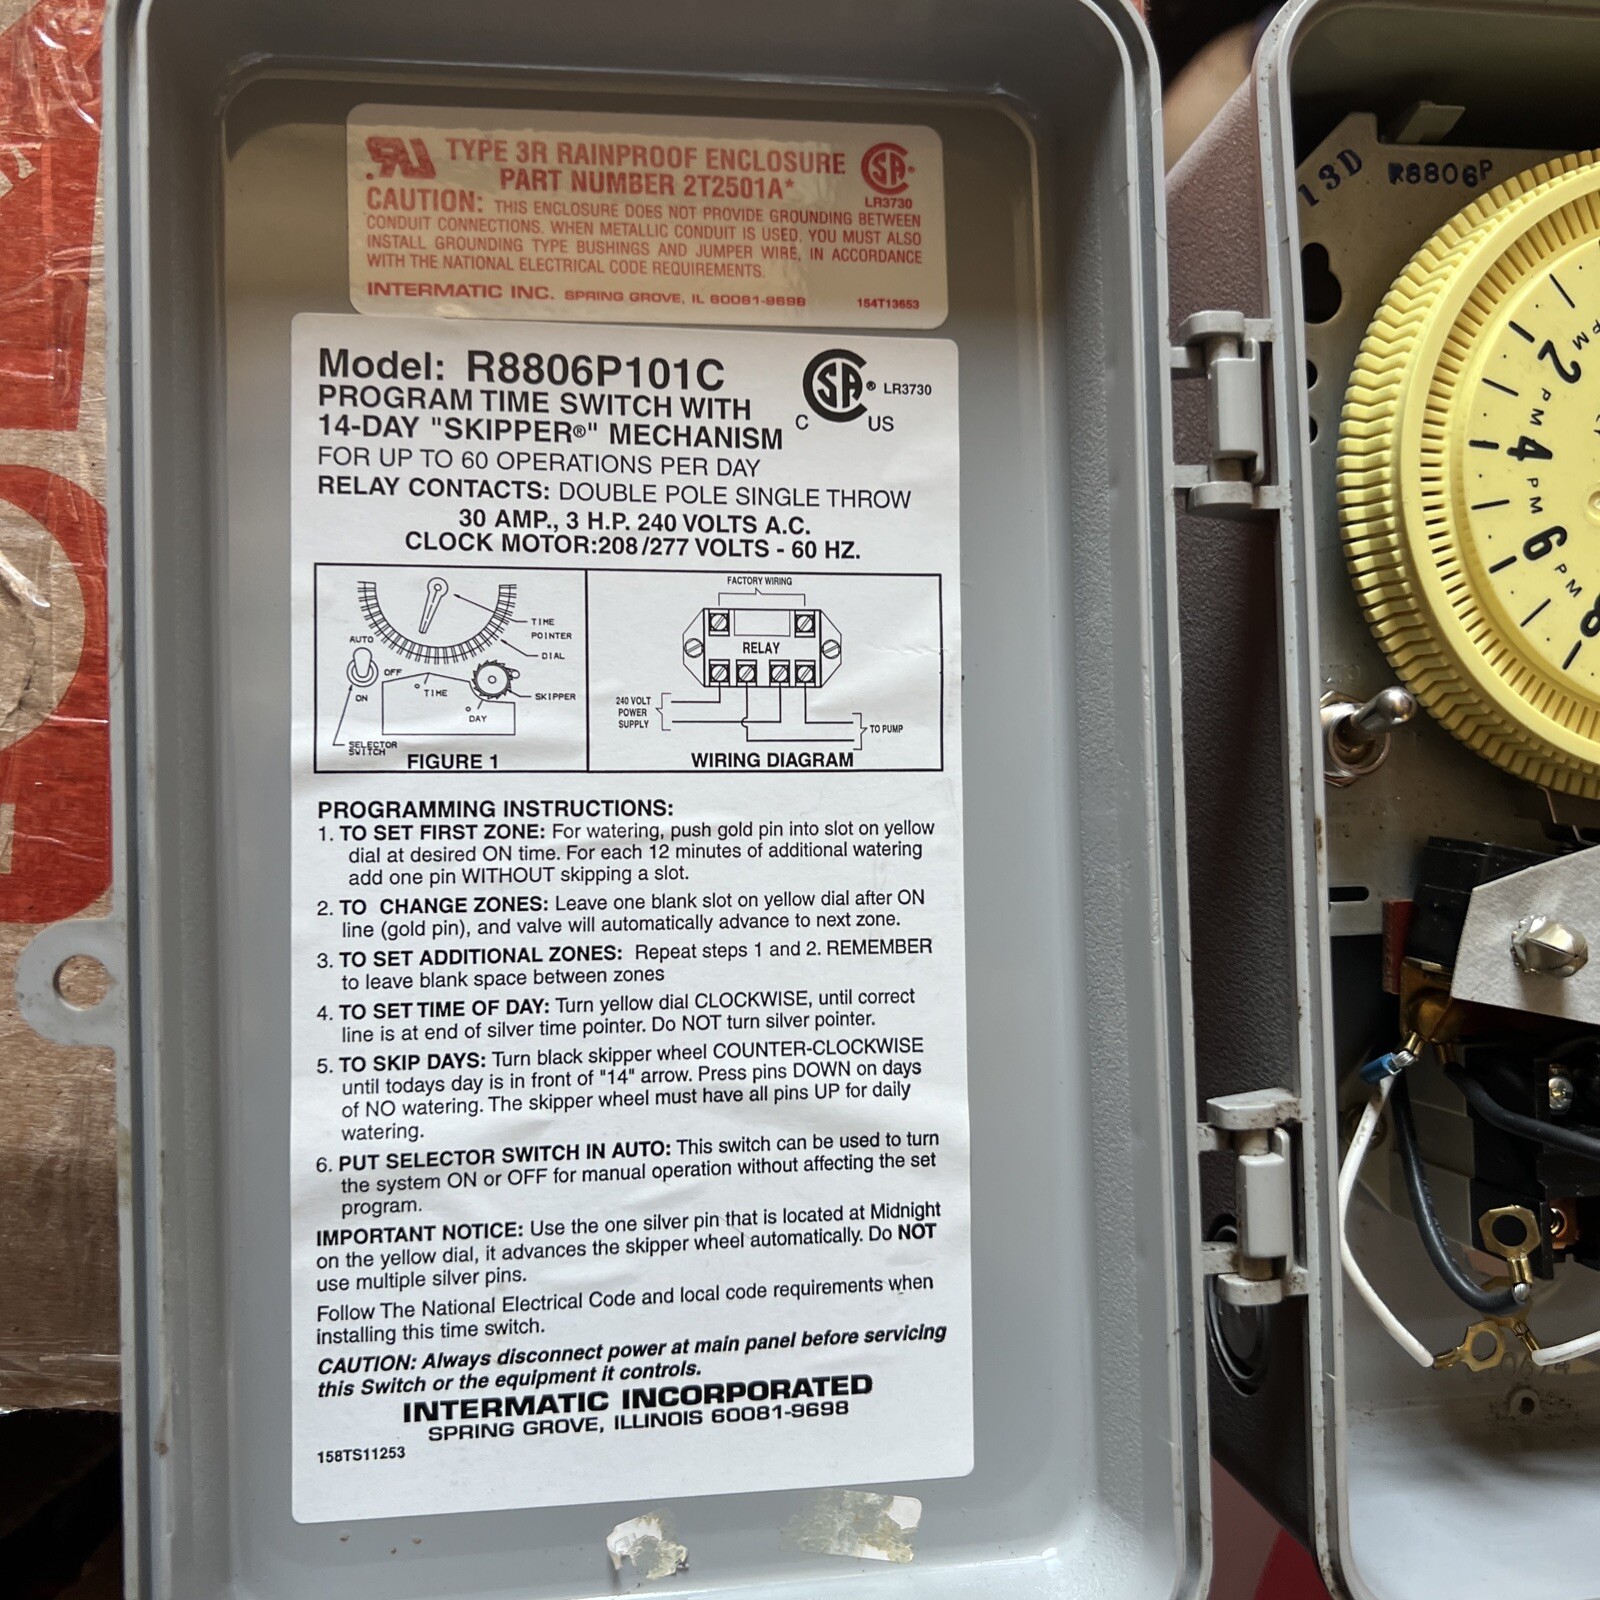 TYPE 3R RAINPROOF ENCLOSURE
PART NUMBER 2T2501A*
LR3730
CAUTION: THIS ENCLOSURE DOES NOT PROVIDE GROUNDING BETWEEN
CONDUIT CONNECTIONS. WHEN METALLIC CONDUIT IS USED, YOU MUST ALSO
INSTALL GROUNDING TYPE BUSHINGS AND JUMPER WIRE, IN ACCORDANCE
WITH THE NATIONAL ELECTRICAL CODE REQUIREMENTS.
INTERMATIC INC. SPRING GROVE, IL 60081-9698 154T13653
Model: R8806P101C
PROGRAM TIME SWITCH WITH
14-DAY "SKIPPER®" MECHANISM
C SA ® LR3730 US
FOR UP TO 60 OPERATIONS PER DAY
RELAY CONTACTS: DOUBLE POLE SINGLE THROW
30 AMP., 3 H.P. 240 VOLTS A.C.
CLOCK MOTOR:208/277 VOLTS - 60 HZ.
TIME
POINTER
DIAL
AUTO
OFF
ON
TIME
SKIPPER
DAY
SELECTOR
SWITCH
FIGURE 1
FACTORY WIRING
RELAY
240 VOLT
POWER
SUPPLY
TO PUMP
WIRING DIAGRAM
PROGRAMMING INSTRUCTIONS:
1. TO SET FIRST ZONE: For watering, push gold pin into slot on yellow
dial at desired ON time. For each 12 minutes of additional watering
add one pin WITHOUT skipping a slot.
2. TO CHANGE ZONES: Leave one blank slot on yellow dial after ON
line (gold pin), and valve will automatically advance to next zone.
3. TO SET ADDITIONAL ZONES: Repeat steps 1 and 2. REMEMBER
to leave blank space between zones
4. TO SET TIME OF DAY: Turn yellow dial CLOCKWISE, until correct
line is at end of silver time pointer. Do NOT turn silver pointer.
5. TO SKIP DAYS: Turn black skipper wheel COUNTER-CLOCKWISE
until todays day is in front of "14" arrow. Press pins DOWN on days
of NO watering. The skipper wheel must have all pins UP for daily
watering.
6. PUT SELECTOR SWITCH IN AUTO: This switch can be used to turn
the system ON or OFF for manual operation without affecting the set
program.
IMPORTANT NOTICE: Use the one silver pin that is located at Midnight
on the yellow dial, it advances the skipper wheel automatically. Do NOT
use multiple silver pins.
Follow The National Electrical Code and local code requirements when
installing this time switch.
CAUTION: Always disconnect power at main panel before servicing
this Switch or the equipment it controls.
INTERMATIC INCORPORATED
SPRING GROVE, ILLINOIS 60081-9698
158TS11253
13D R8806P
PM
2 PM
4 PM
6 PM
8